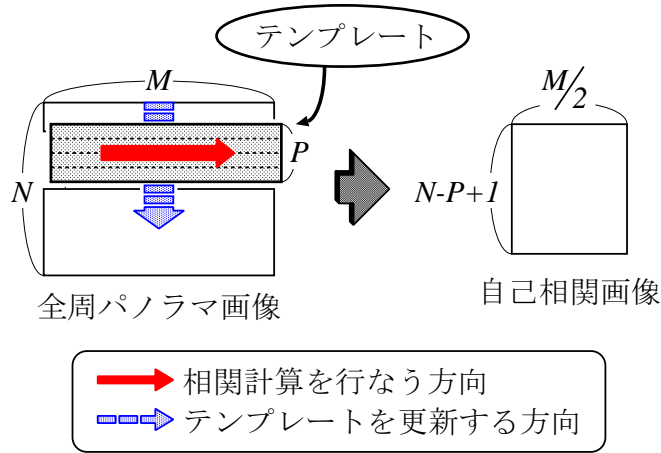 テンプレート
M
M/2
P
N
N-P+1
全周パノラマ画像
自己相関画像
相関計算を行なう方向
テンプレートを更新する方向